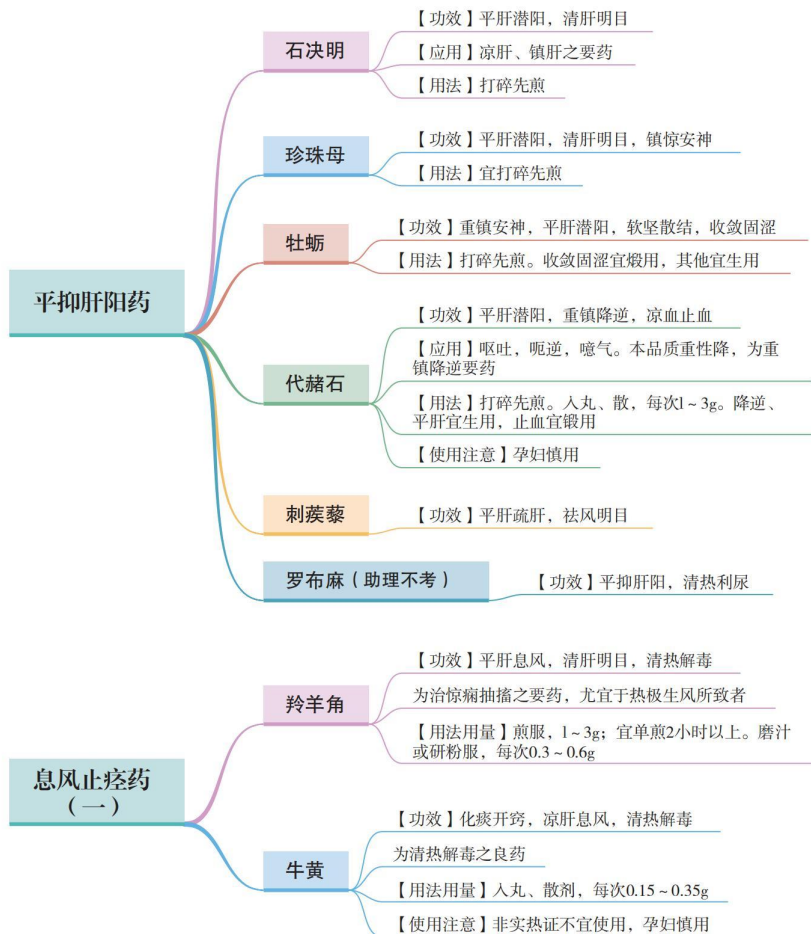 平抑肝阳药
石决明
【功效】平肝潜阳，清肝明目
【应用】凉肝、镇肝之要药
【用法】打碎先煎
珍珠母
【功效】平肝潜阳，清肝明目，镇惊安神
【用法】宜打碎先煎
牡蛎
【功效】重镇安神，平肝潜阳，软坚散结，收敛固涩
【用法】打碎先煎。收敛固涩宜煅用，其他宜生用
代赭石
【功效】平肝潜阳，重镇降逆，凉血止血
【应用】呕吐，呃逆，噫气。本品质重性降，为重
镇降逆要药
【用法】打碎先煎。入丸、散，每次1~3g。降逆、
平肝宜生用，止血宜锻用
【使用注意】孕妇慎用
刺蒺藜
【功效】平肝疏肝，祛风明目
罗布麻（助理不考）
【功效】平抑肝阳，清热利尿
息风止痉药
（一）
羚羊角
【功效】平肝息风，清肝明目，清热解毒
为治惊痫抽搐之要药，尤宜于热极生风所致者
【用法用量】煎服，1~3g；宜单煎2小时以上。磨汁
或研粉服，每次0.3~0.6g
牛黄
【功效】化痰开窍，凉肝息风，清热解毒
为清热解毒之良药
【用法用量】入丸、散剂，每次0.15~0.35g
【使用注意】非实热证不宜使用，孕妇慎用